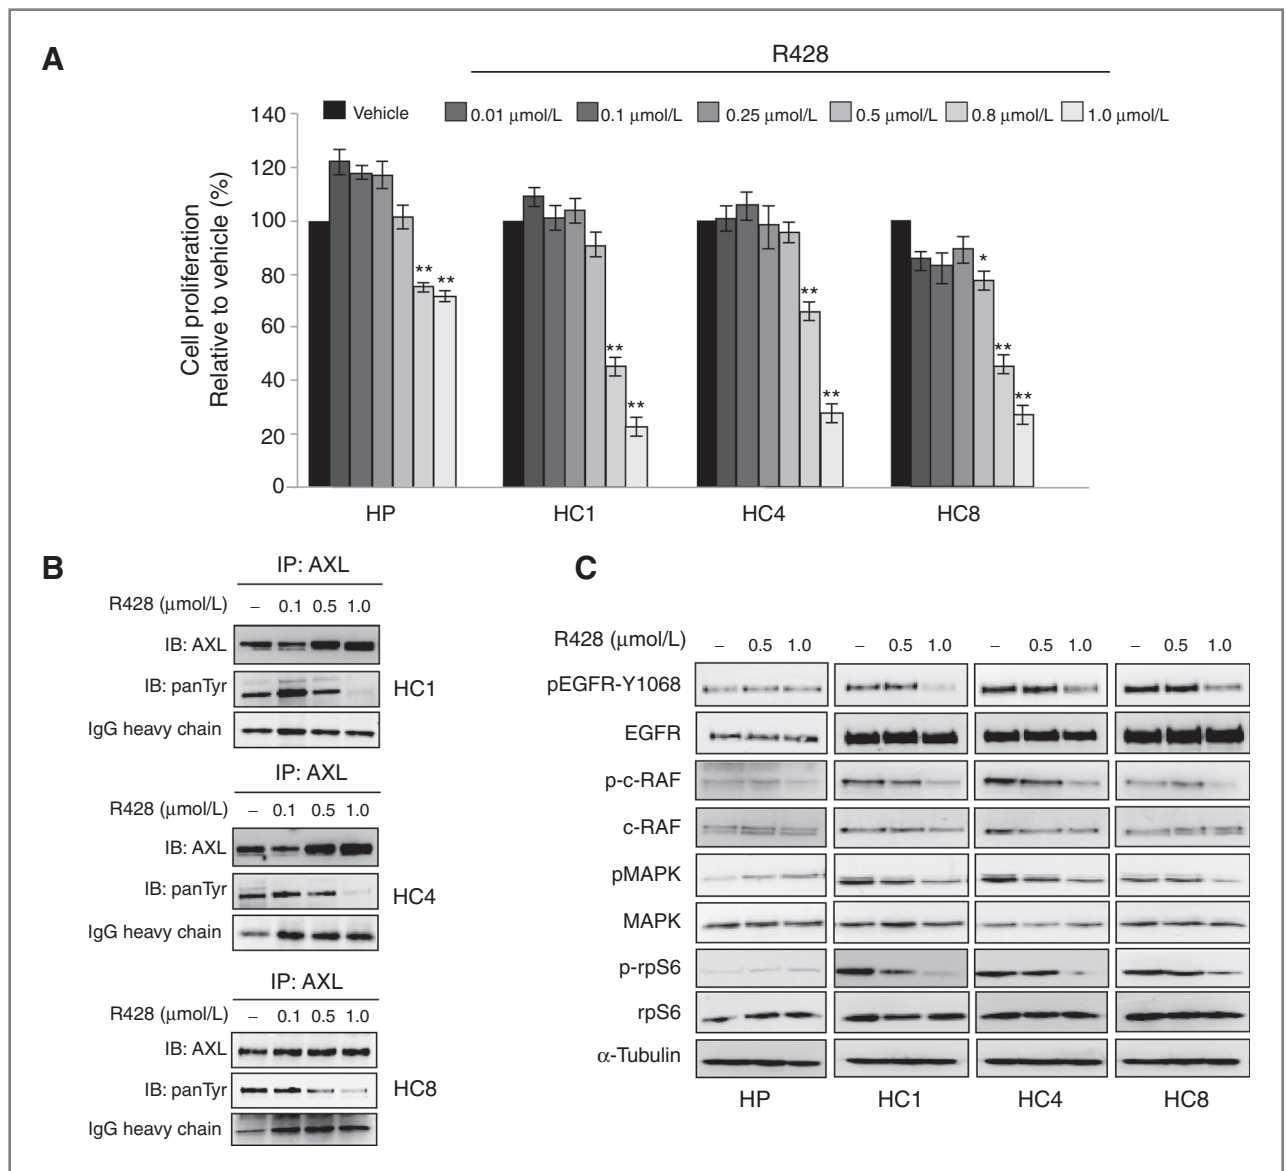 A
R428
Vehicle 0.01 μmol/L 0.1 μmol/L 0.25 μmol/L 0.5 μmol/L 0.8 μmol/L 1.0 μmol/L
Cell proliferation
Relative to vehicle (%)
140
120
100
80
60
40
20
0
** **
** **
** **
* ** **
HP HC1 HC4 HC8
B
IP: AXL
R428 (μmol/L) – 0.1 0.5 1.0
IB: AXL
IB: panTyr
IgG heavy chain
HC1
IP: AXL
R428 (μmol/L) – 0.1 0.5 1.0
IB: AXL
IB: panTyr
IgG heavy chain
HC4
IP: AXL
R428 (μmol/L) – 0.1 0.5 1.0
IB: AXL
IB: panTyr
IgG heavy chain
HC8
C
R428 (μmol/L) – 0.5 1.0 – 0.5 1.0 – 0.5 1.0 – 0.5 1.0
pEGFR-Y1068
EGFR
p-c-RAF
c-RAF
pMAPK
MAPK
p-rpS6
rpS6
α-Tubulin
HP HC1 HC4 HC8